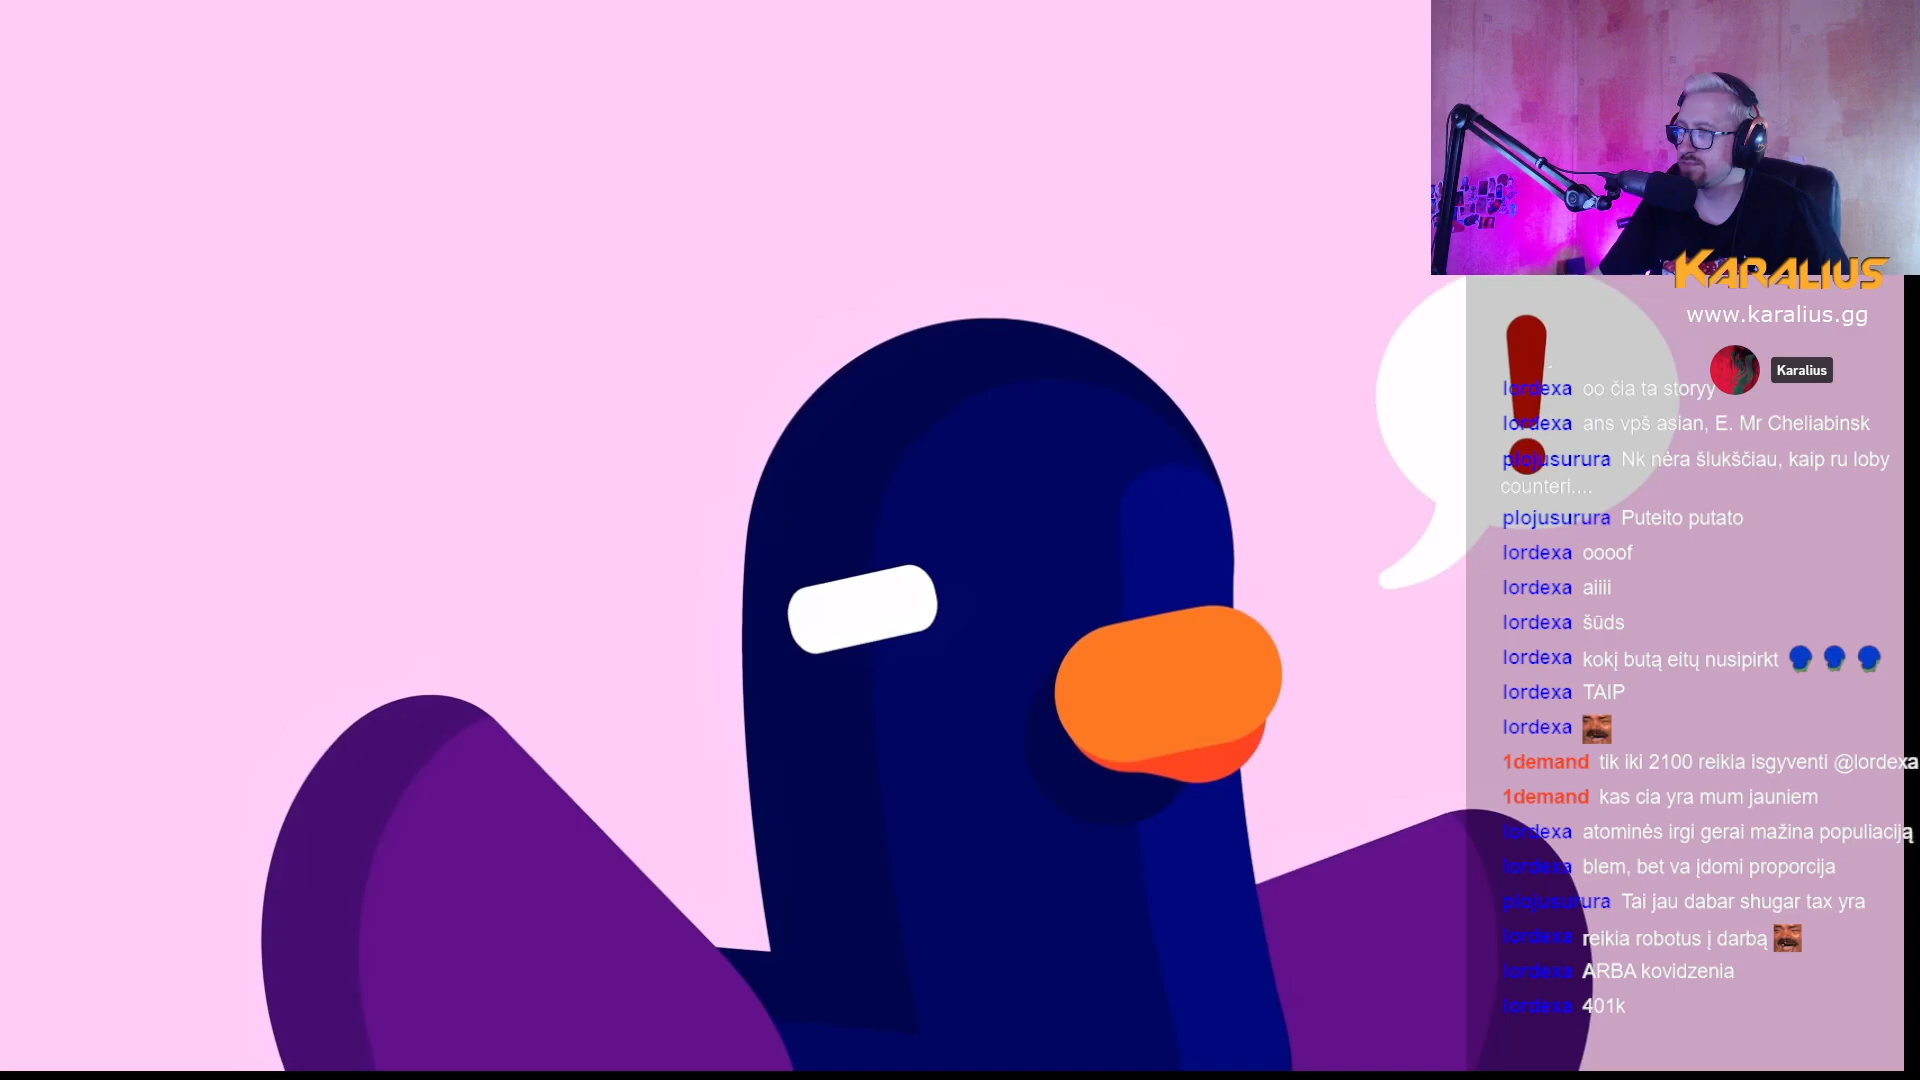 KARALIUS
www.karalius.gg
Karalius
lordexa oo čia ta storyy
lordexa ans vpš asian, E. Mr Cheliabinsk
plojusurura Nk nėra šlukščiau, kaip ru loby
counteri....
plojusurura Puteito putato
lordexa oooof
lordexa aiiii
lordexa šūds
lordexa kokį butą eitų nusipirkt
lordexa TAIP
lordexa
1demand tik iki 2100 reikia isgyventi @lordexa
1demand kas cia yra mum jauniem
lordexa atominės irgi gerai mažina populiaciją
lordexa blem, bet va įdomi proporcija
plojusurura Tai jau dabar shugar tax yra
lordexa reikia robotus į darbą
lordexa ARBA kovidzenia
lordexa 401k